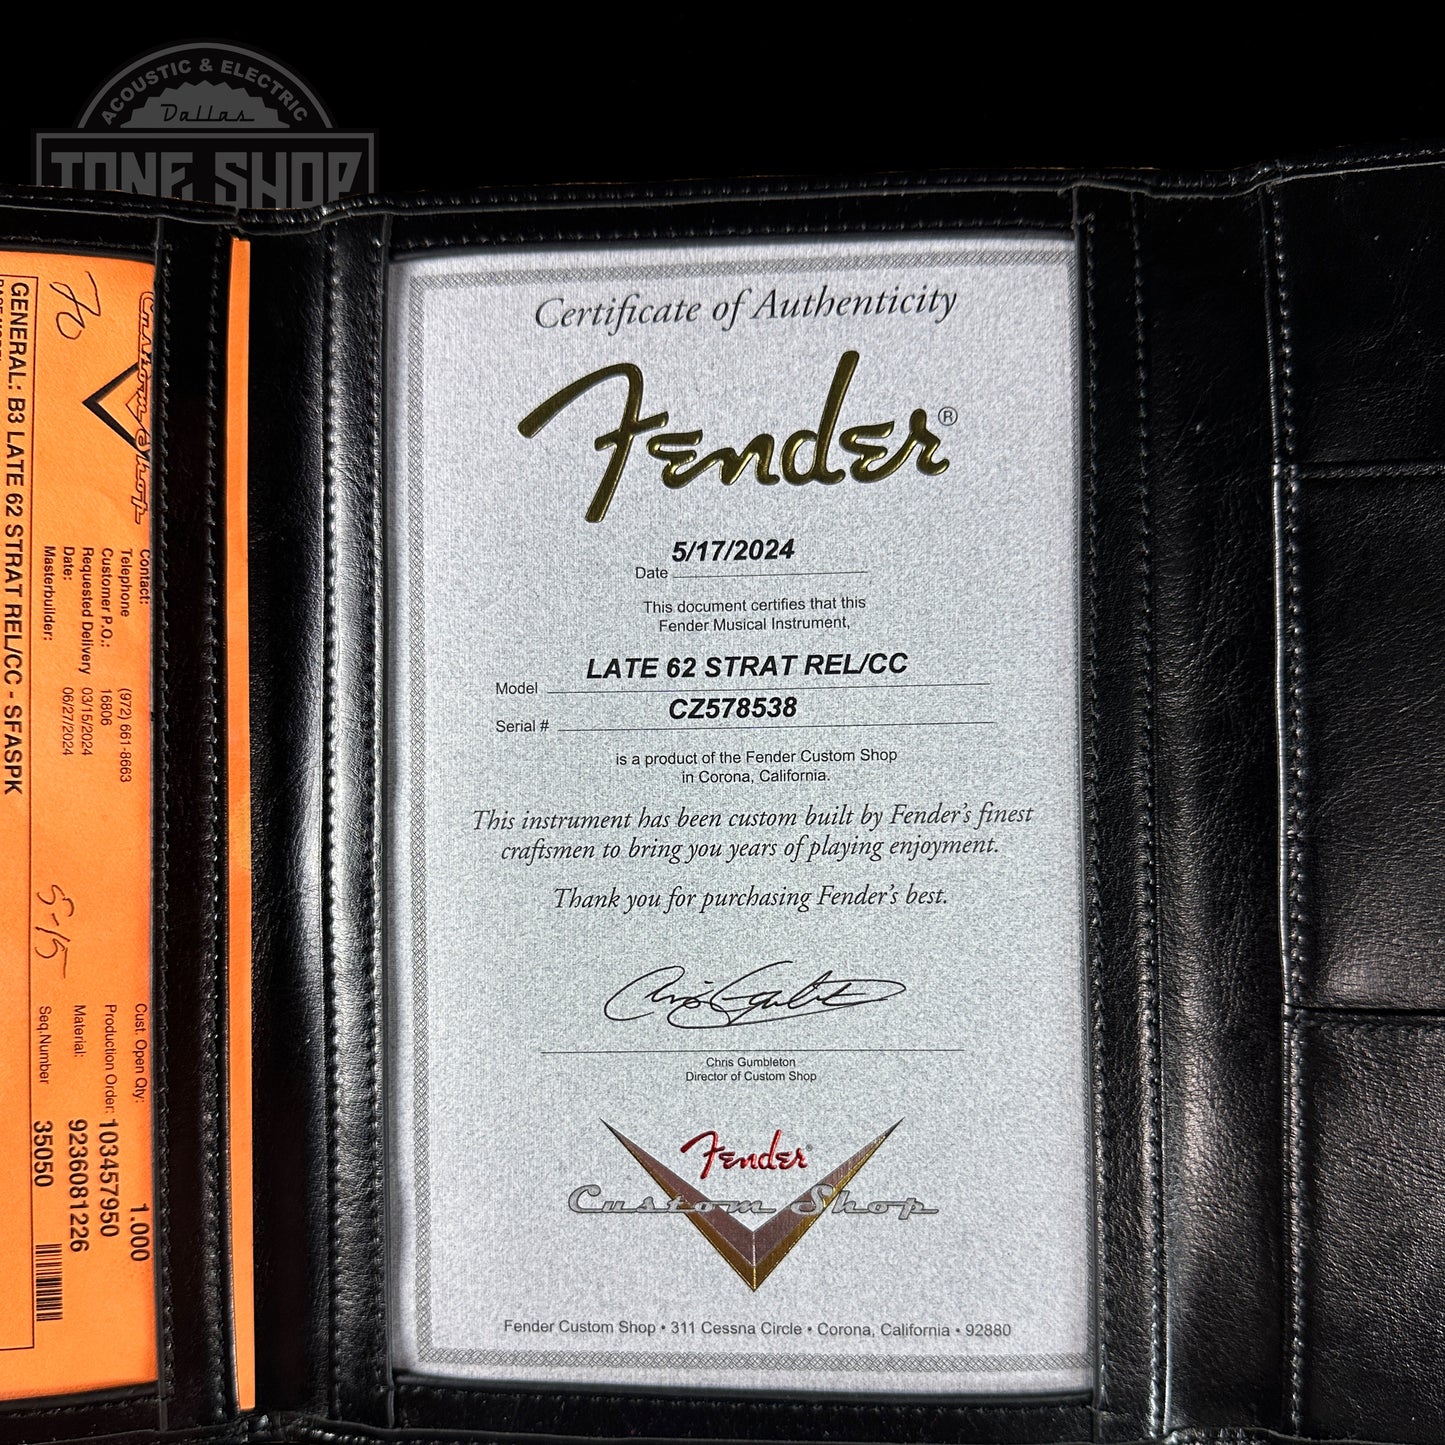 ACOUSTIC & ELECTRIC
Dallas
TONE SHOP
Custom Shop
Contact:
Telephone (972) 661-8663
Customer P.O.: 16806
Requested Delivery 03/15/2024
Date: 06/27/2024
Masterbuilder:
GENERAL: B3 LATE 62 STRAT REL/CC - SFASPK
70
S-15
Cust. Open Qty: 1.000
Production Order: 103457950
Material: 9236081226
Seq.Number 35050
Certificate of Authenticity
Fender®
5/17/2024
Date
This document certifies that this
Fender Musical Instrument,
LATE 62 STRAT REL/CC
Model
CZ578538
Serial #
is a product of the Fender Custom Shop
in Corona, California.
This instrument has been custom built by Fender's finest
craftsmen to bring you years of playing enjoyment.
Thank you for purchasing Fender's best.
Chris Gumbleton
Director of Custom Shop
Fender®
Custom Shop
Fender Custom Shop • 311 Cessna Circle • Corona, California • 92880